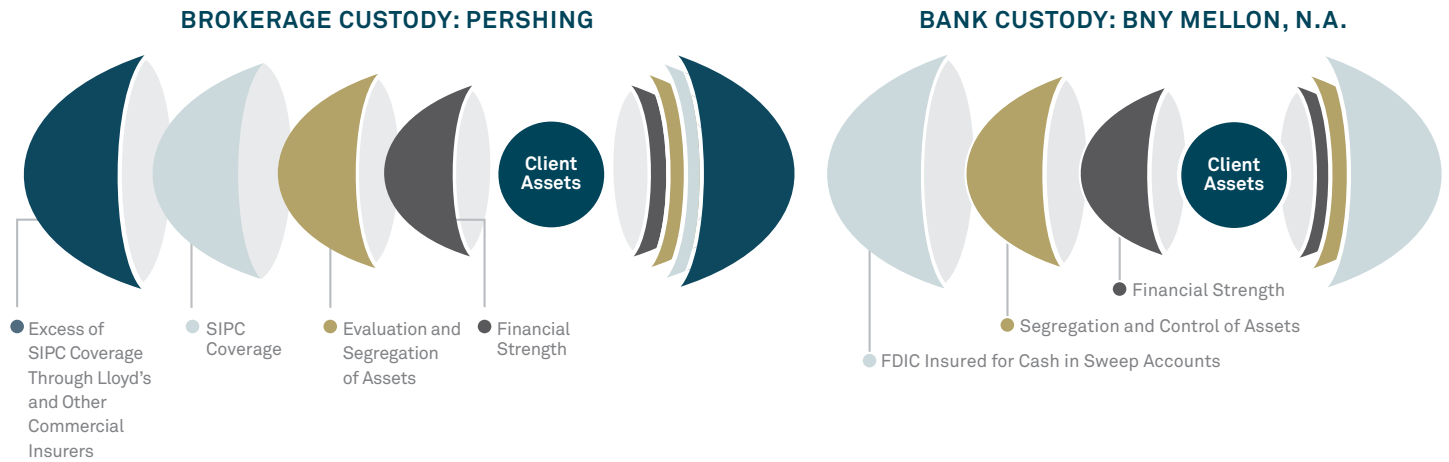 BROKERAGE CUSTODY: PERSHING
Client
Assets
Excess of
SIPC Coverage
Through Lloyd's
and Other
Commercial
Insurers
SIPC
Coverage
Evaluation and
Segregation
of Assets
Financial
Strength
BANK CUSTODY: BNY MELLON, N.A.
Client
Assets
Financial Strength
Segregation and Control of Assets
FDIC Insured for Cash in Sweep Accounts